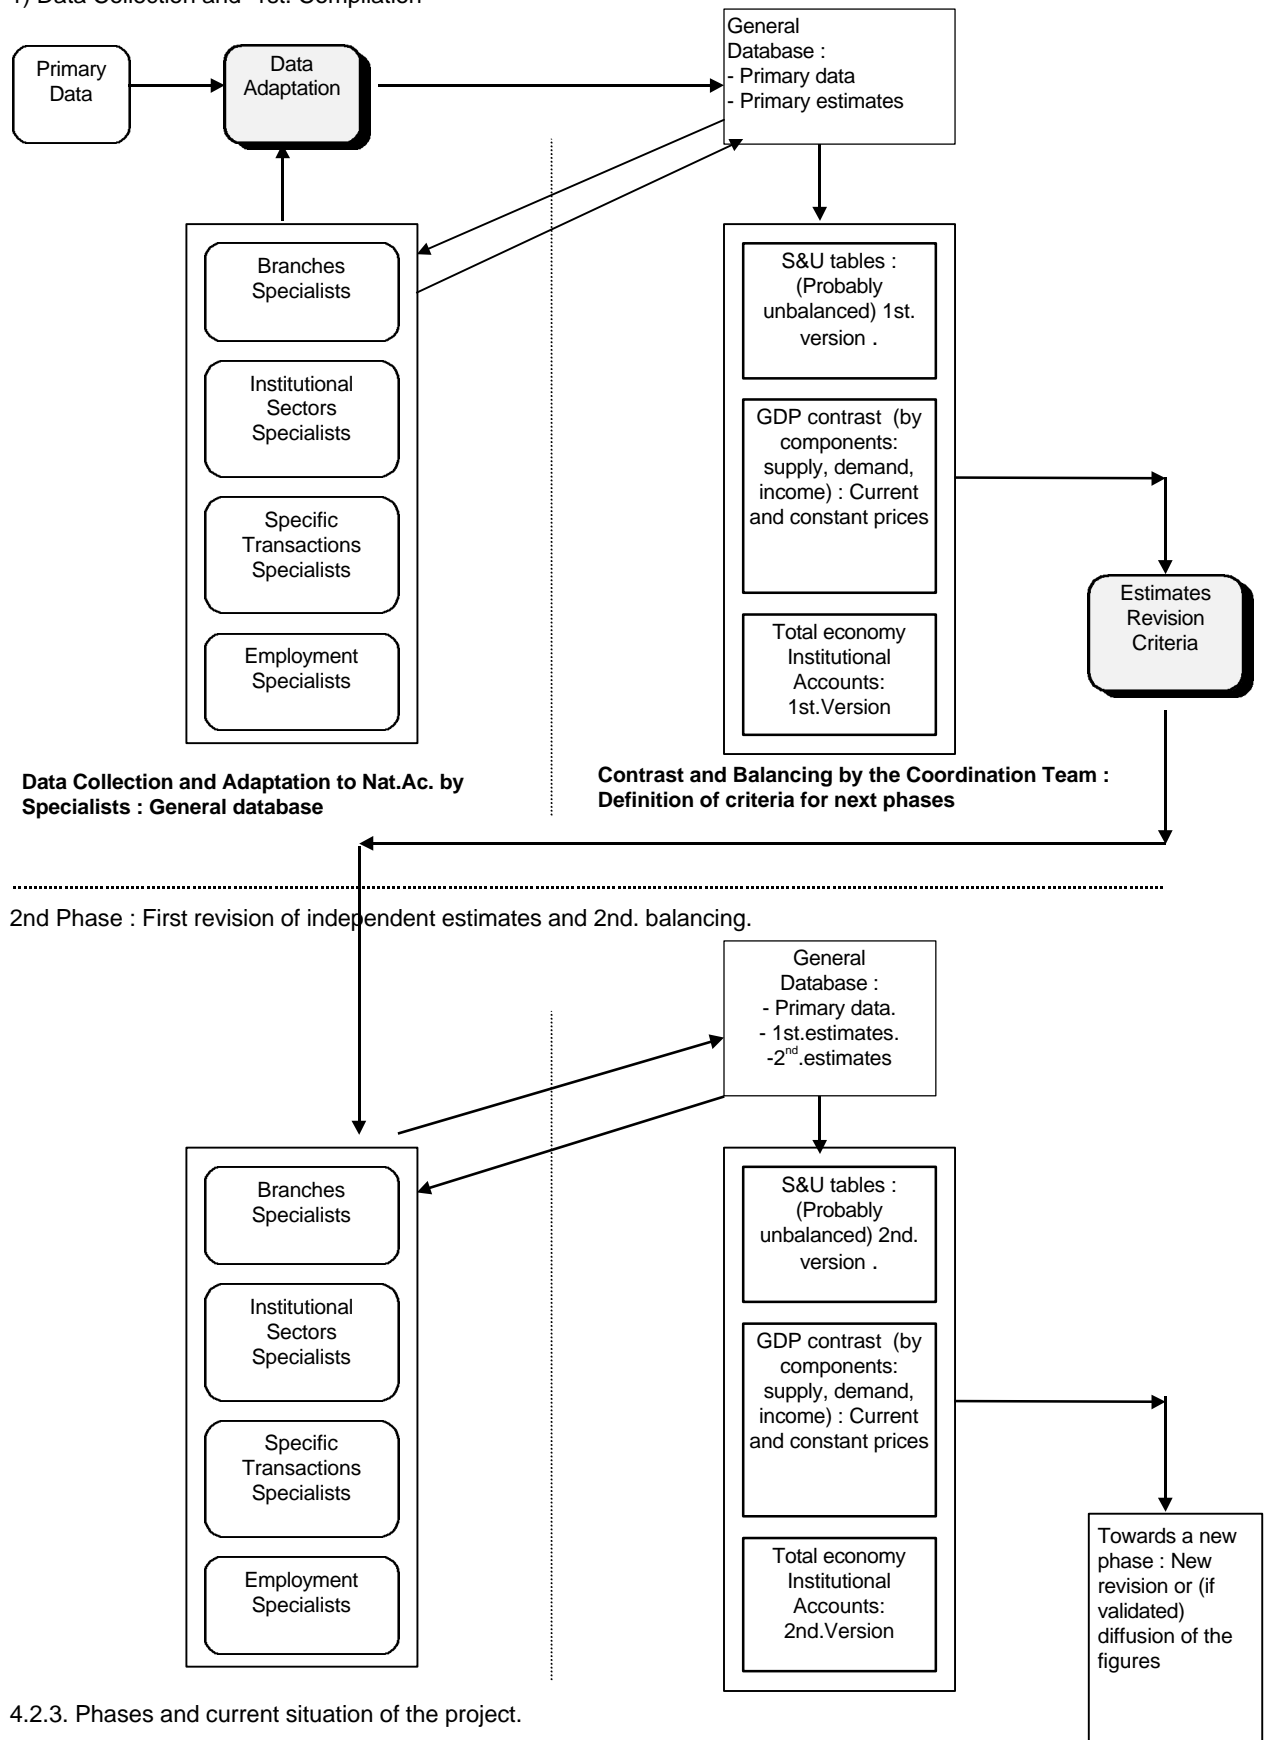 1) Data Collection and 1st. Compilation
Primary
Data
Data
Adaptation
General
Database :
- Primary data
- Primary estimates
Branches
Specialists
Institutional
Sectors
Specialists
Specific
Transactions
Specialists
Employment
Specialists
S&U tables :
(Probably
unbalanced) 1st.
version .
GDP contrast (by
components:
supply, demand,
income) : Current
and constant prices
Total economy
Institutional
Accounts:
1st.Version
Estimates
Revision
Criteria
Data Collection and Adaptation to Nat.Ac. by
Specialists : General database
Contrast and Balancing by the Coordination Team :
Definition of criteria for next phases
2nd Phase : First revision of independent estimates and 2nd. balancing.
General
Database :
- Primary data.
- 1st.estimates.
-2nd.estimates
Branches
Specialists
Institutional
Sectors
Specialists
Specific
Transactions
Specialists
Employment
Specialists
S&U tables :
(Probably
unbalanced) 2nd.
version .
GDP contrast (by
components:
supply, demand,
income) : Current
and constant prices
Total economy
Institutional
Accounts:
2nd.Version
Towards a new
phase : New
revision or (if
validated)
diffusion of the
figures
4.2.3. Phases and current situation of the project.